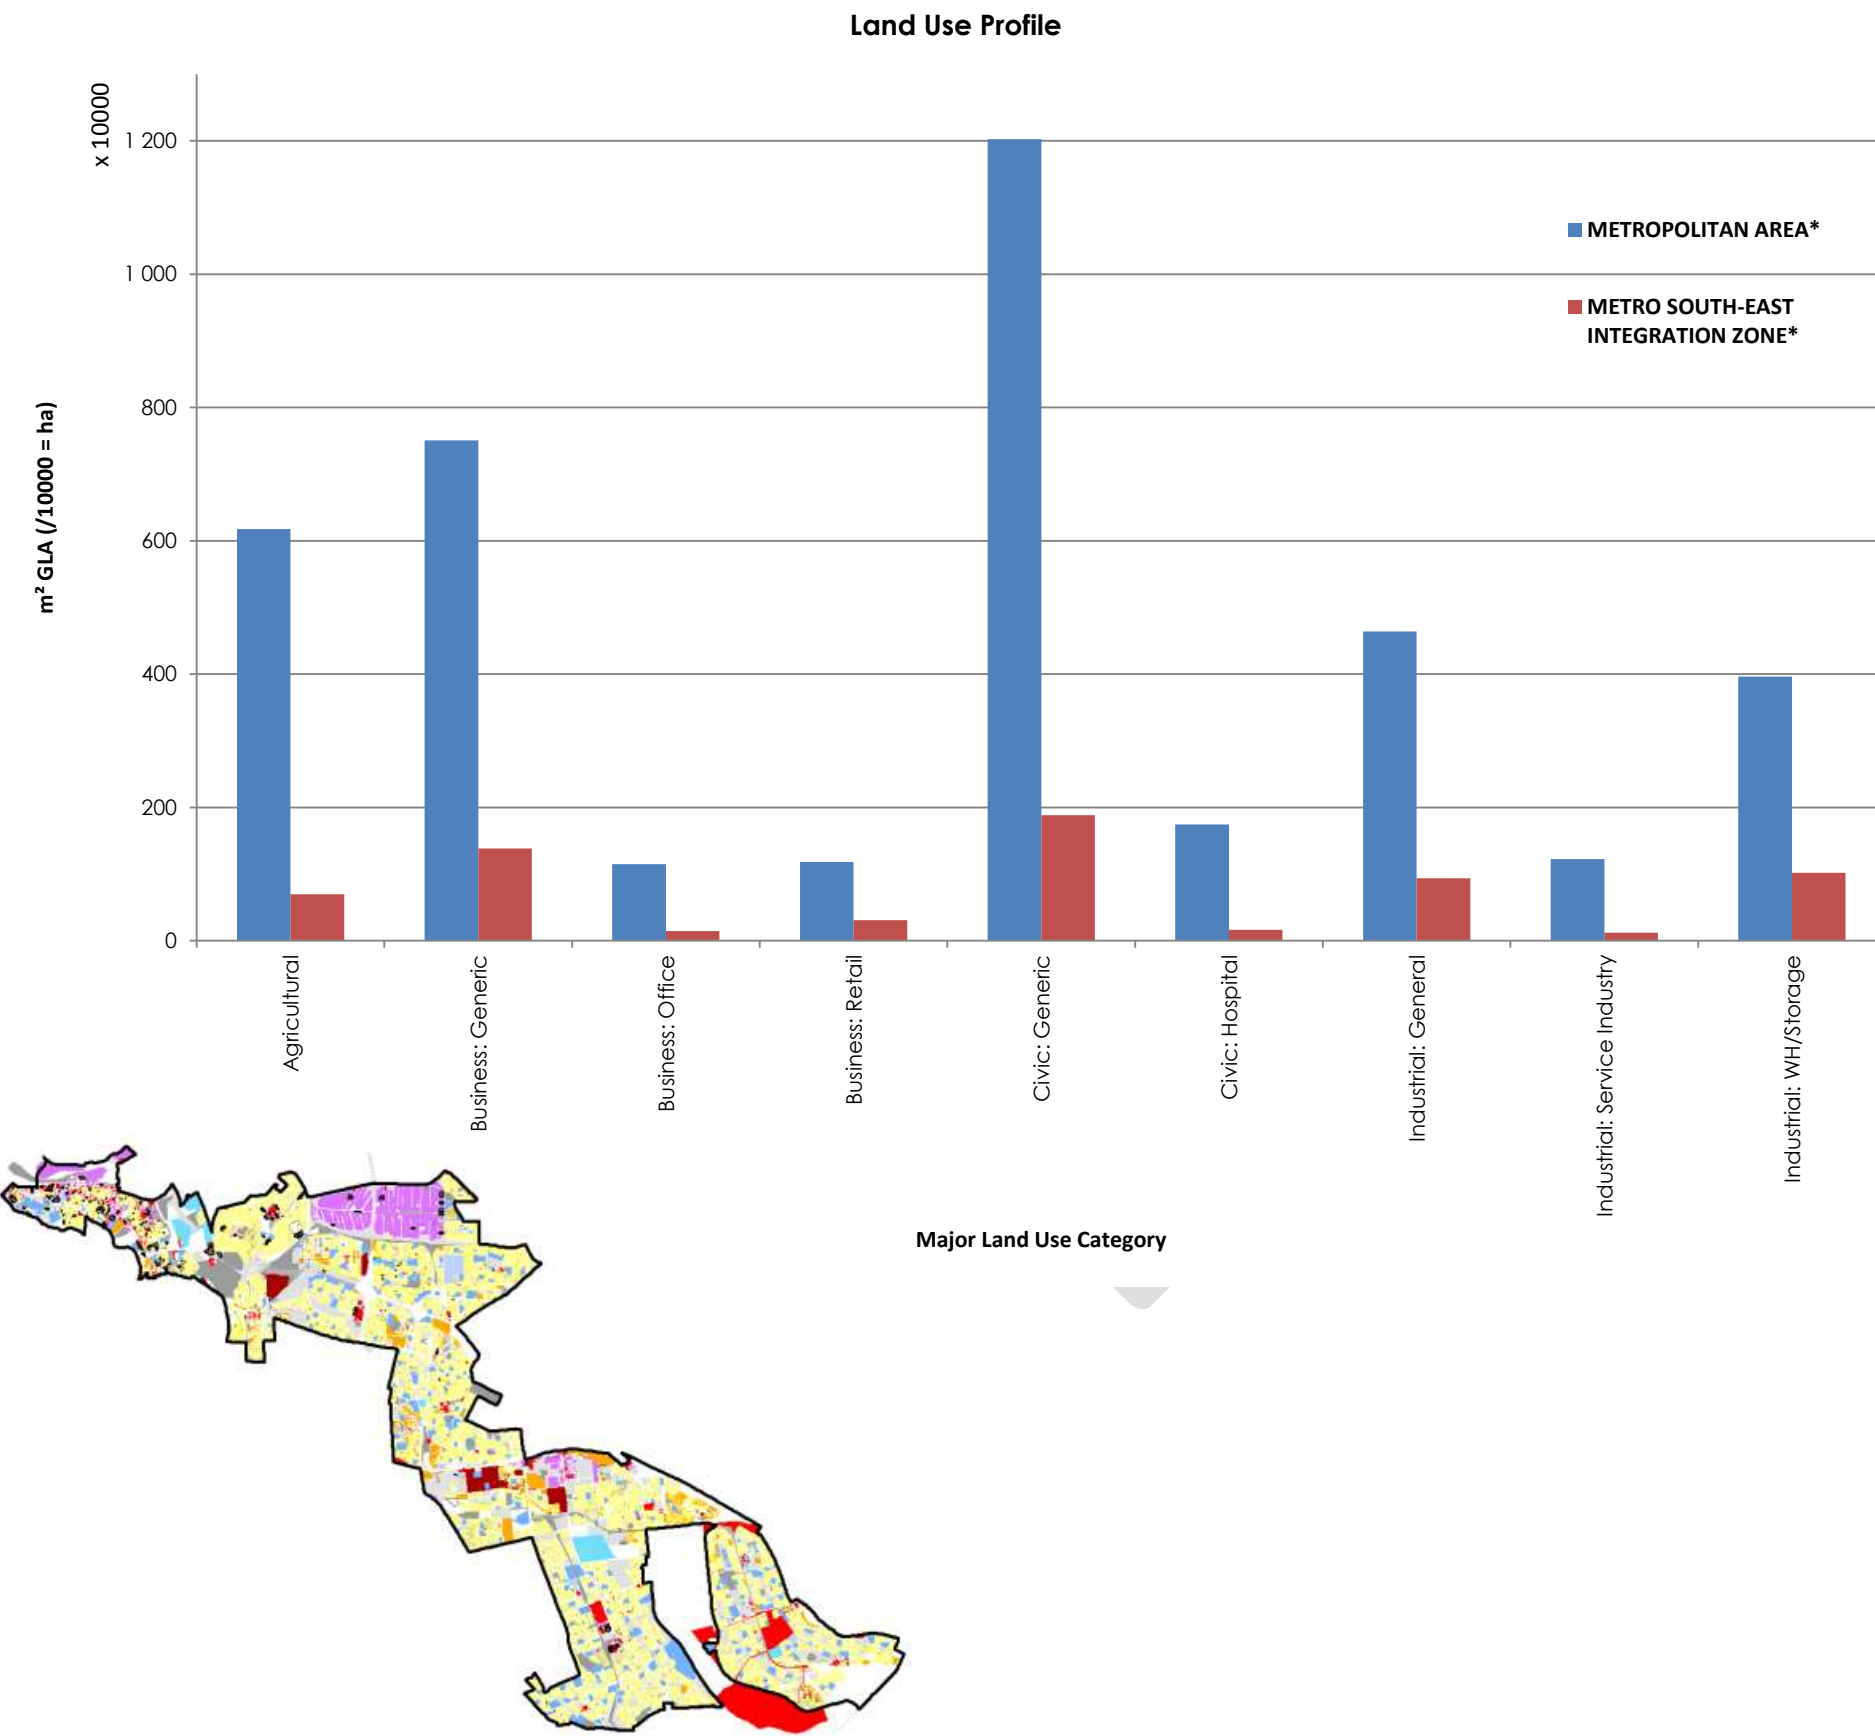 Land Use Profile
x 10000
1 200
1 000
800
600
400
200
0
m² GLA (/10000 = ha)
METROPOLITAN AREA*
METRO SOUTH-EAST
INTEGRATION ZONE*
Agricultural
Business: Generic
Business: Office
Business: Retail
Civic: Generic
Civic: Hospital
Industrial: General
Industrial: Service Industry
Industrial: WH/Storage
Major Land Use Category